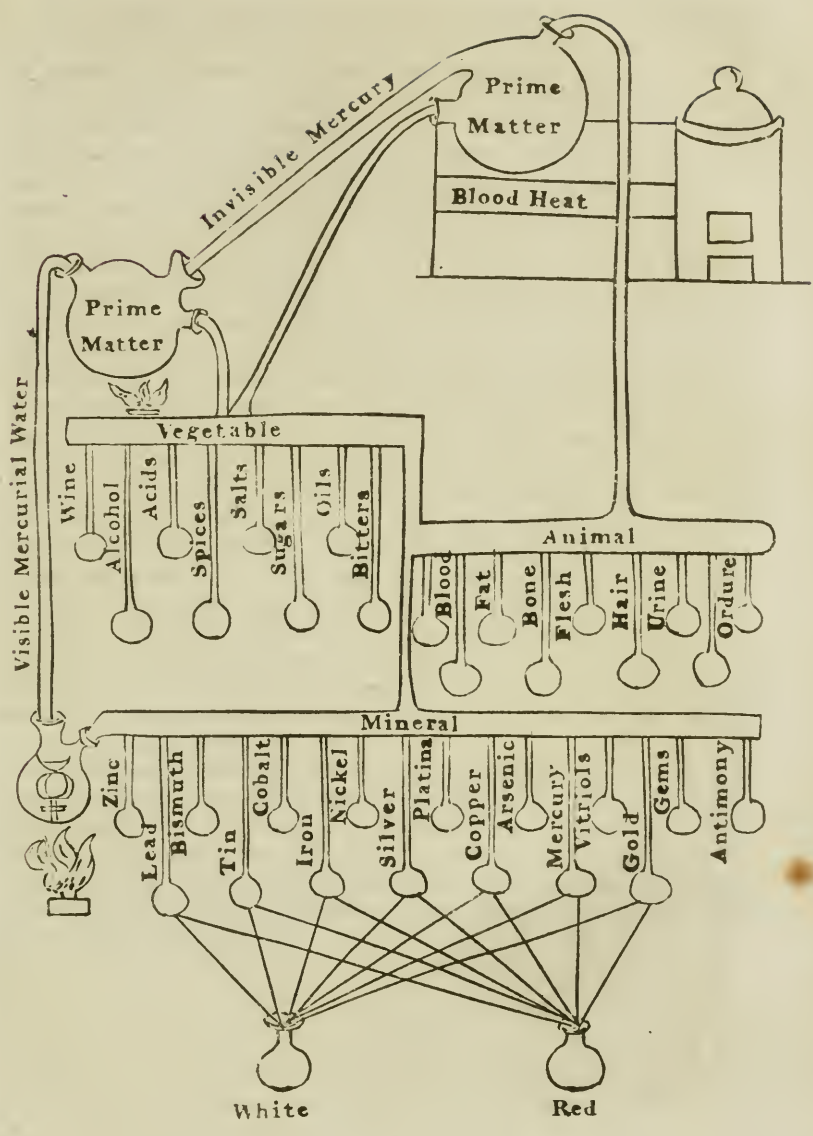 Prime
Matter
Invisible Mercury
Blood Heat
Prime
Matter
Visible Mercurial Water
Vegetable
Wine
Alcohol
Acids
Spices
Salts
Sugars
Oils
Bitters
Animal
Blood
Fat
Bone
Flesh
Hair
Urine
Ordure
Mineral
Zinc
Lead
Bismuth
Tin
Cobalt
Iron
Nickel
Silver
Platina
Copper
Arsenic
Mercury
Vitriols
Gold
Gems
Antimony
White
Red